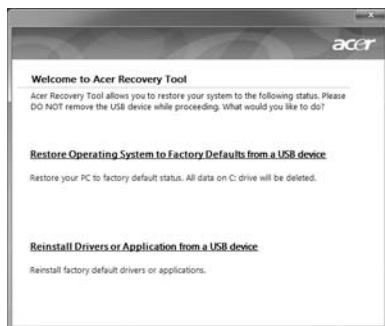 acer
Welcome to Acer Recovery Tool
Acer Recovery Tool allows you to restore your system to the following status. Please
DO NOT remove the USB device while proceeding. What would you like to do?
Restore Operating System to Factory Defaults from a USB device
Restore your PC to factory default status. All data on C: drive will be deleted.
Reinstall Drivers or Application from a USB device
Reinstall factory default drivers or applications.